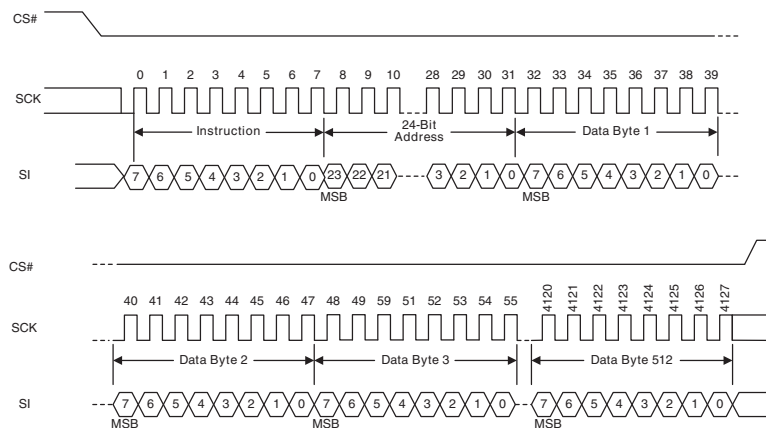 CS#
0 1 2 3 4 5 6 7 8 9 10 28 29 30 31 32 33 34 35 36 37 38 39
SCK
Instruction 24-Bit Address Data Byte 1
SI 7 6 5 4 3 2 1 0 23 22 21 3 2 1 0 7 6 5 4 3 2 1 0
MSB MSB
CS#
40 41 42 43 44 45 46 47 48 49 59 51 52 53 54 55 4120 4121 4122 4123 4124 4125 4126 4127
SCK
Data Byte 2 Data Byte 3 Data Byte 512
SI 7 6 5 4 3 2 1 0 7 6 5 4 3 2 1 0 7 6 5 4 3 2 1 0
MSB MSB MSB